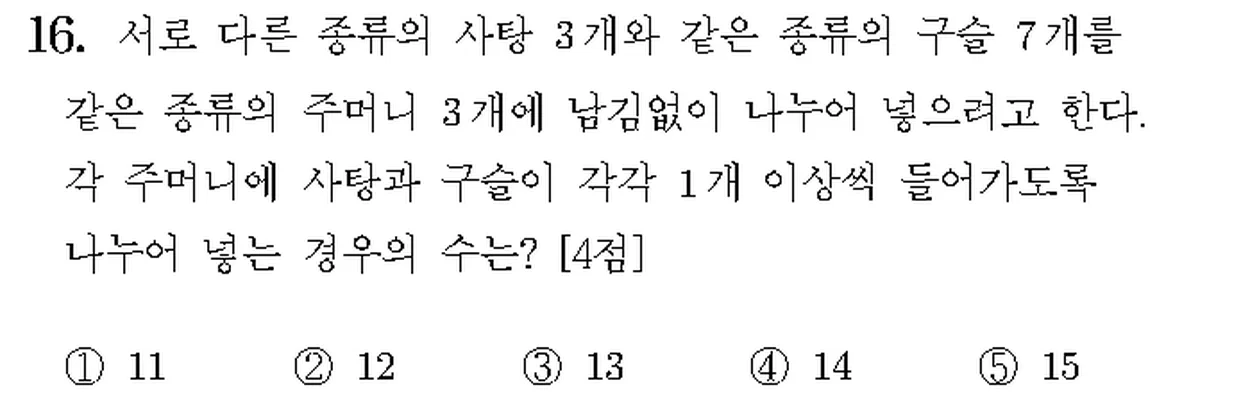 16. 서로 다른 종류의 사탕 3개와 같은 종류의 구슬 7개를
같은 종류의 주머니 3개에 남김없이 나누어 넣으려고 한다.
각 주머니에 사탕과 구슬이 각각 1개 이상씩 들어가도록
나누어 넣는 경우의 수는? [4점]
① 11 ② 12 ③ 13 ④ 14 ⑤ 15